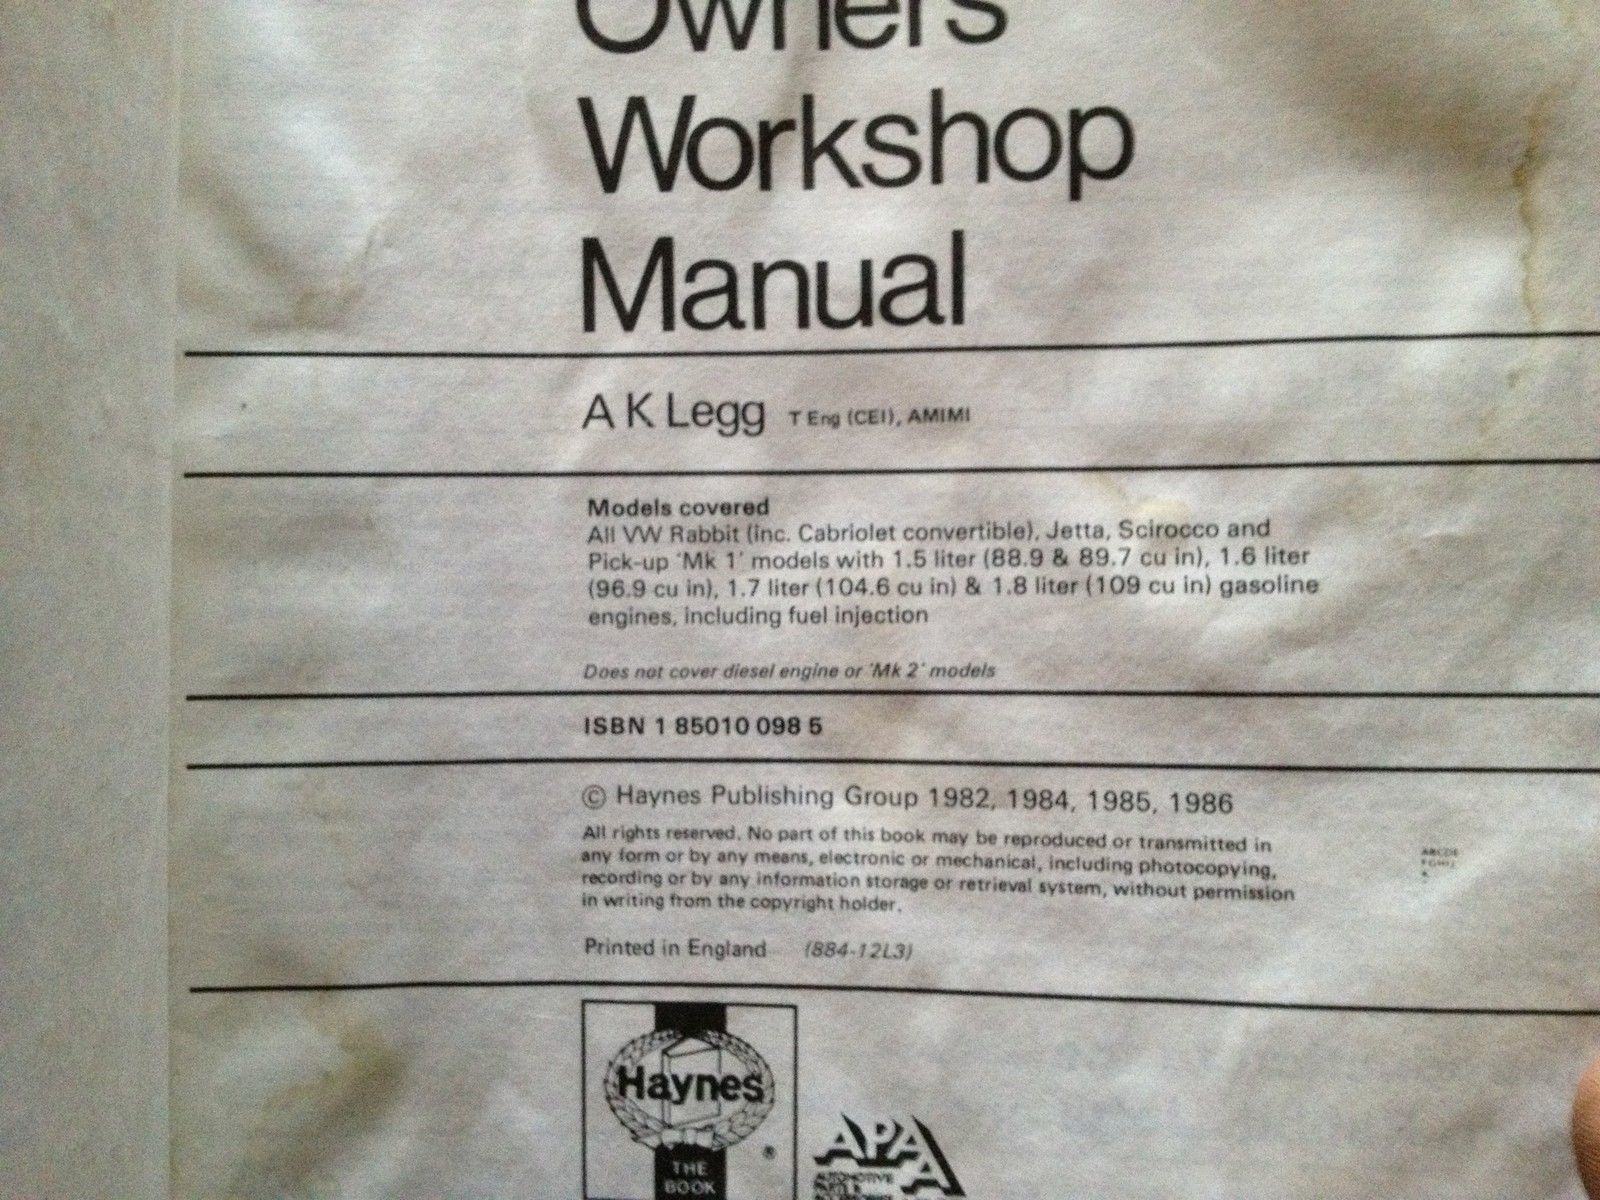 Owners
Workshop
Manual
A K Legg T Eng (CEI), AMIMI
Models covered
All VW Rabbit (inc. Cabriolet convertible), Jetta, Scirocco and
Pick-up 'Mk 1' models with 1.5 liter (88.9 & 89.7 cu in), 1.6 liter
(96.9 cu in), 1.7 liter (104.6 cu in) & 1.8 liter (109 cu in) gasoline
engines, including fuel injection
Does not cover diesel engine or 'Mk 2' models
ISBN 1 85010 098 5
© Haynes Publishing Group 1982, 1984, 1985, 1986
All rights reserved. No part of this book may be reproduced or transmitted in
any form or by any means, electronic or mechanical, including photocopying,
recording or by any information storage or retrieval system, without permission
in writing from the copyright holder.
ABCDE
Printed in England (884-12L3)
Haynes
®
THE
BOOK
APAA
AUTOMOTIVE